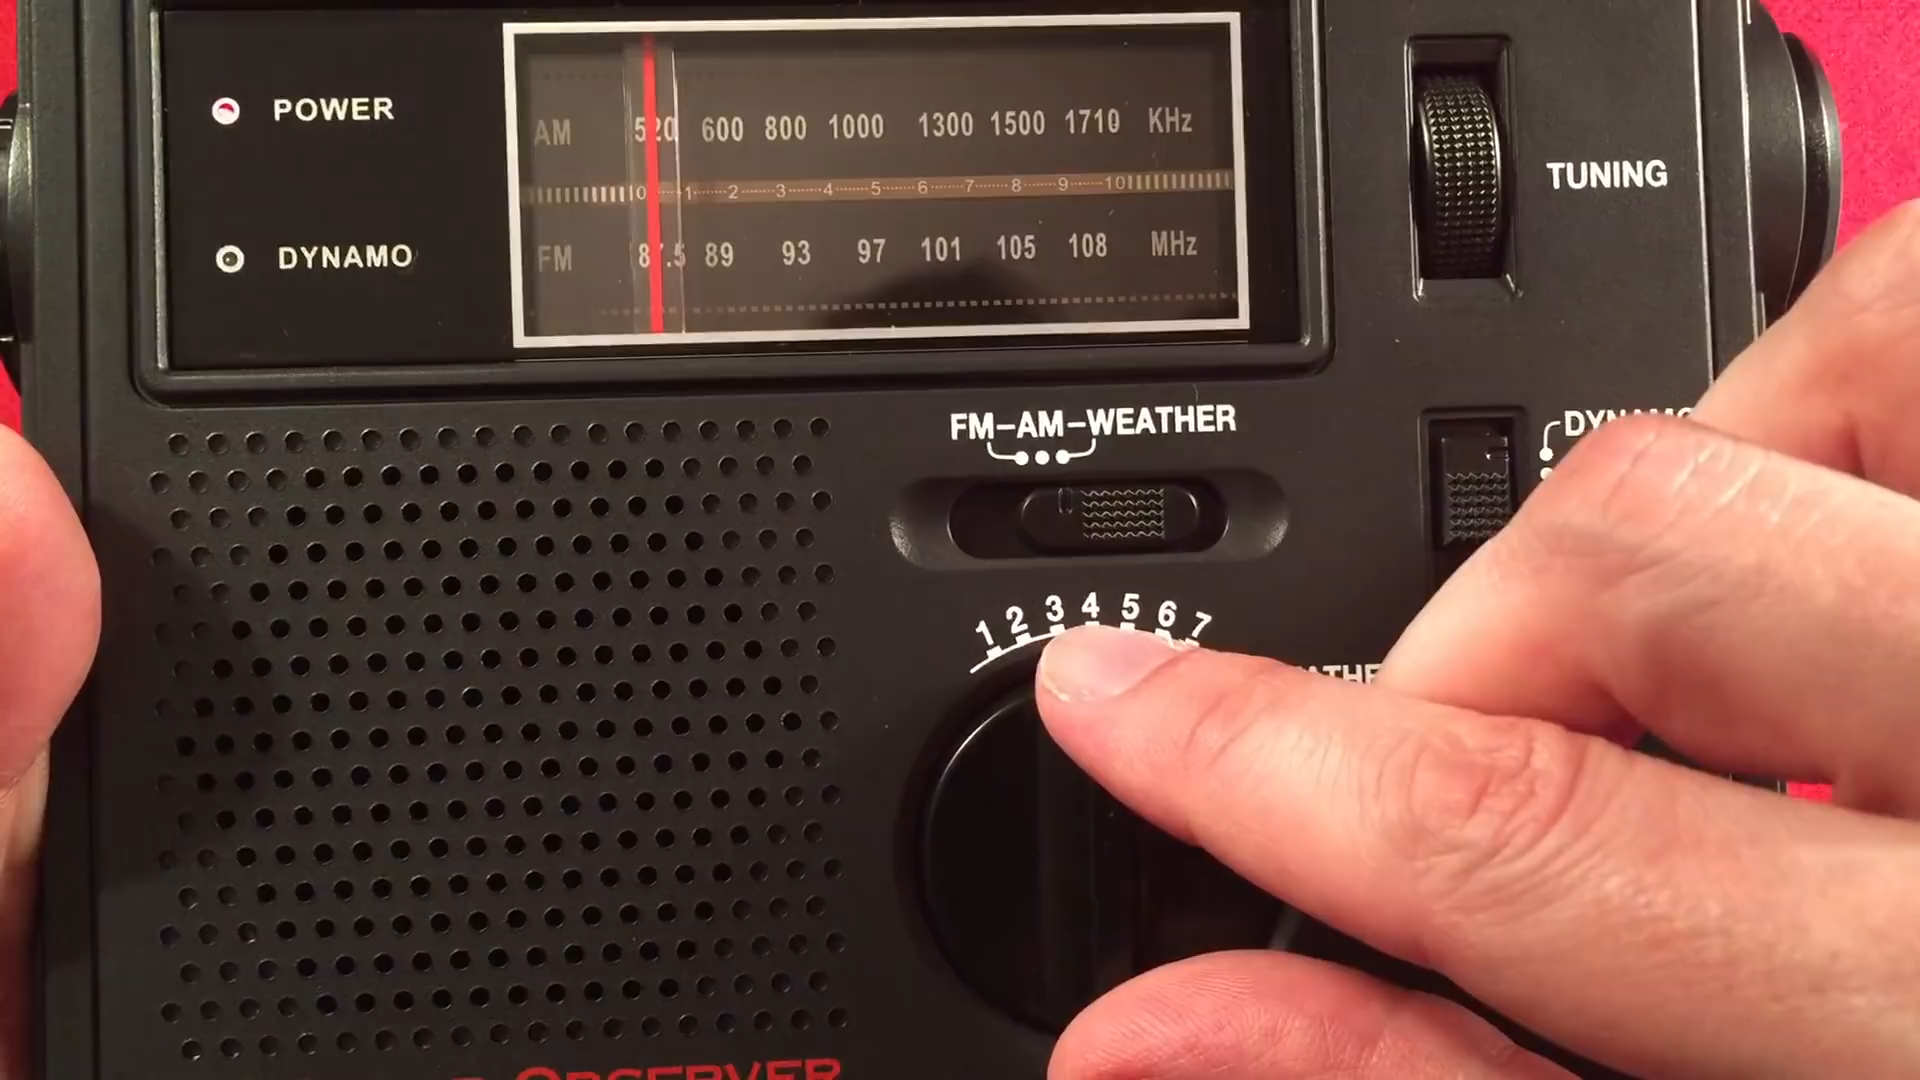 POWER
AM 520 600 800 1000 1300 1500 1710 KHz
0 1 2 3 4 5 6 7 8 9 10
DYNAMO
FM 87.5 89 93 97 101 105 108 MHz
TUNING
FM-AM-WEATHER
1 2 3 4 5 6 7
OBSERVER